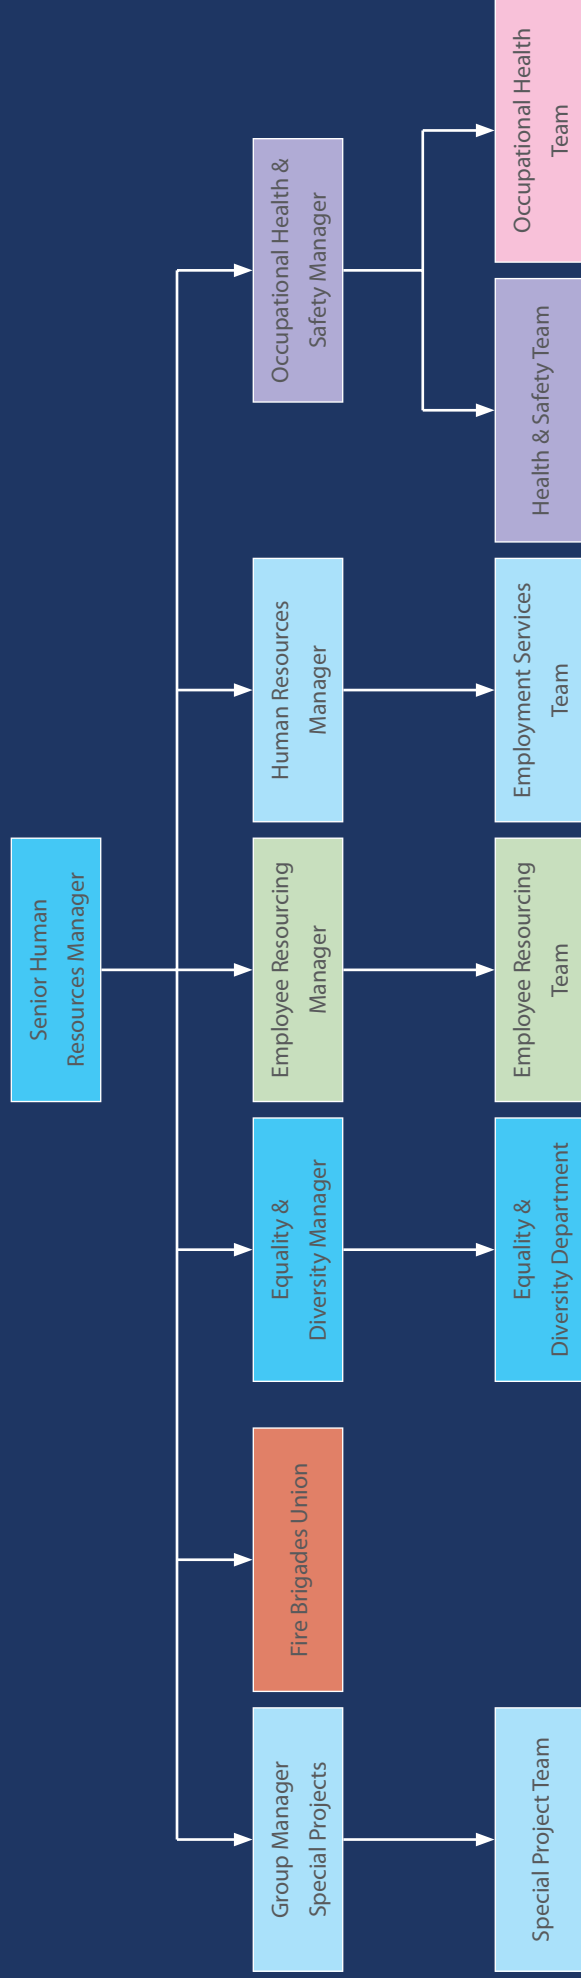 Senior Human
Resources Manager
Group Manager
Special Projects
Fire Brigades Union
Equality &
Diversity Manager
Employee Resourcing
Manager
Human Resources
Manager
Occupational Health &
Safety Manager
Special Project Team
Equality &
Diversity Department
Employee Resourcing
Team
Employment Services
Team
Health & Safety Team
Occupational Health
Team